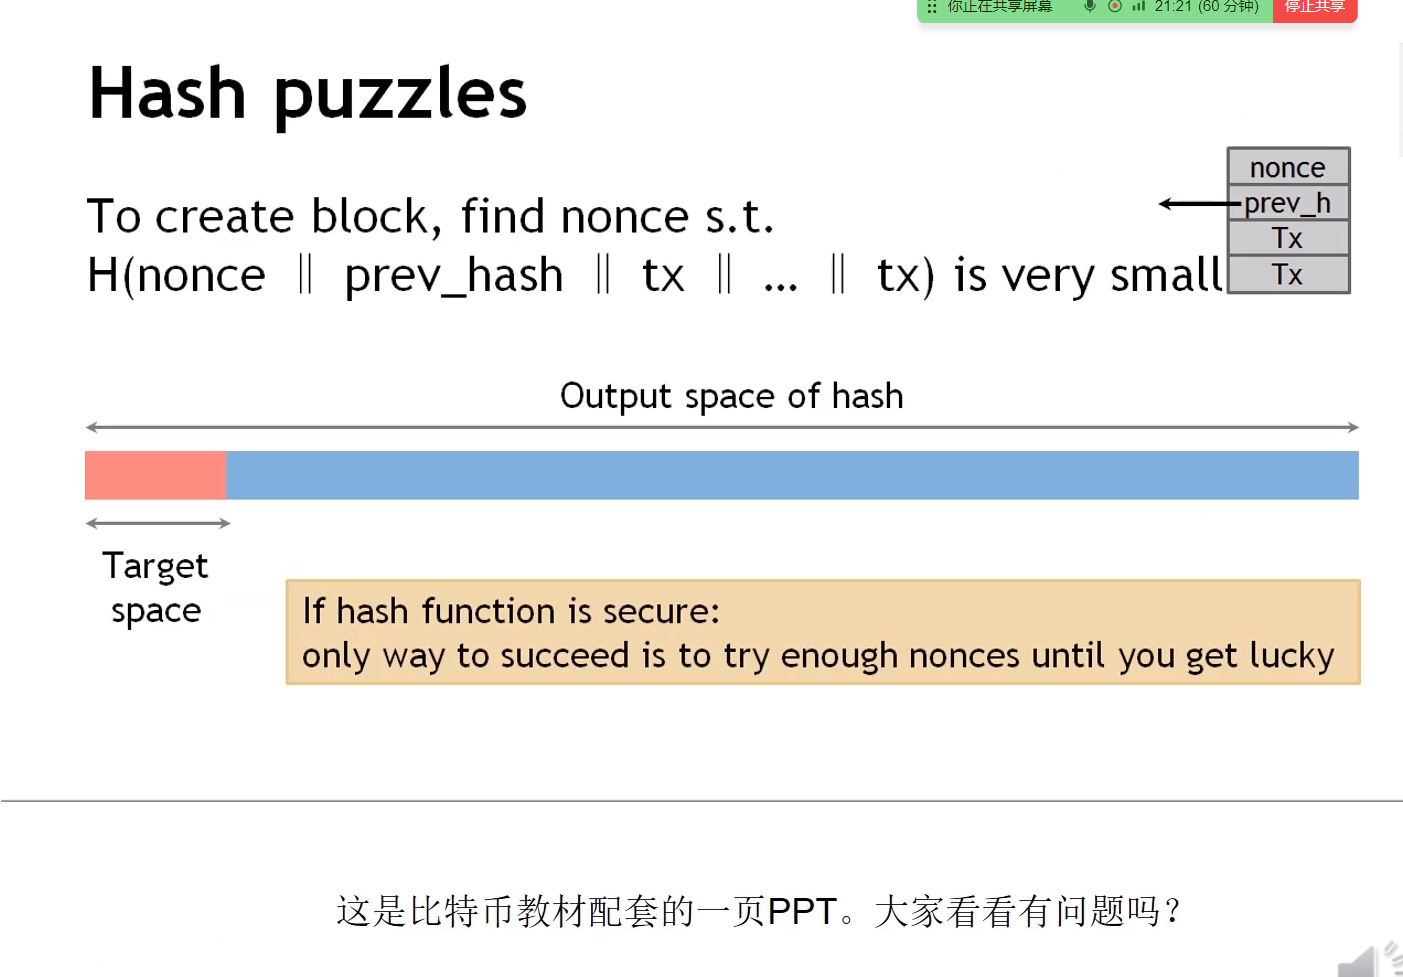 你正在共享屏幕 21:21 (60 分钟) 停止共享
Hash puzzles
nonce
prev_h
Tx
Tx
To create block, find nonce s.t.
H(nonce ‖ prev_hash ‖ tx ‖ ... ‖ tx) is very small
Output space of hash
Target
space
If hash function is secure:
only way to succeed is to try enough nonces until you get lucky
这是比特币教材配套的一页PPT。大家看看有问题吗？